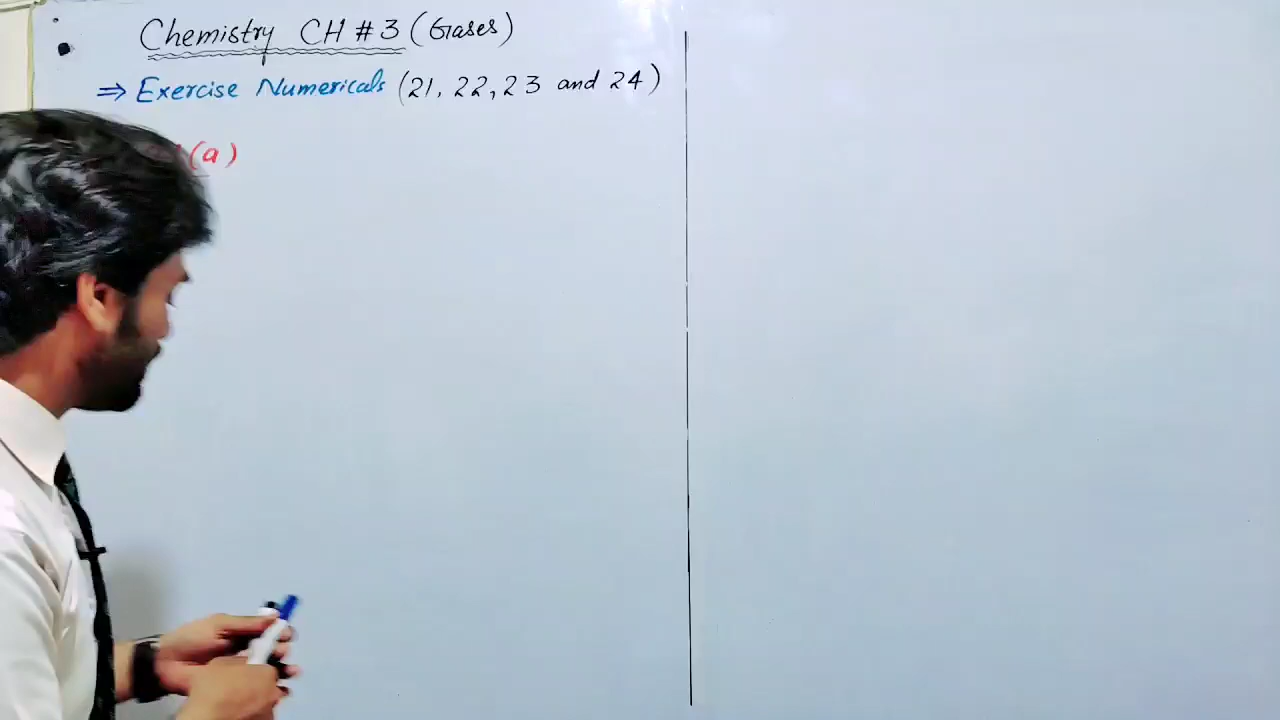 Chemistry CH # 3 (Gases)
⇒ Exercise Numericals (21, 22, 23 and 24)
(a)